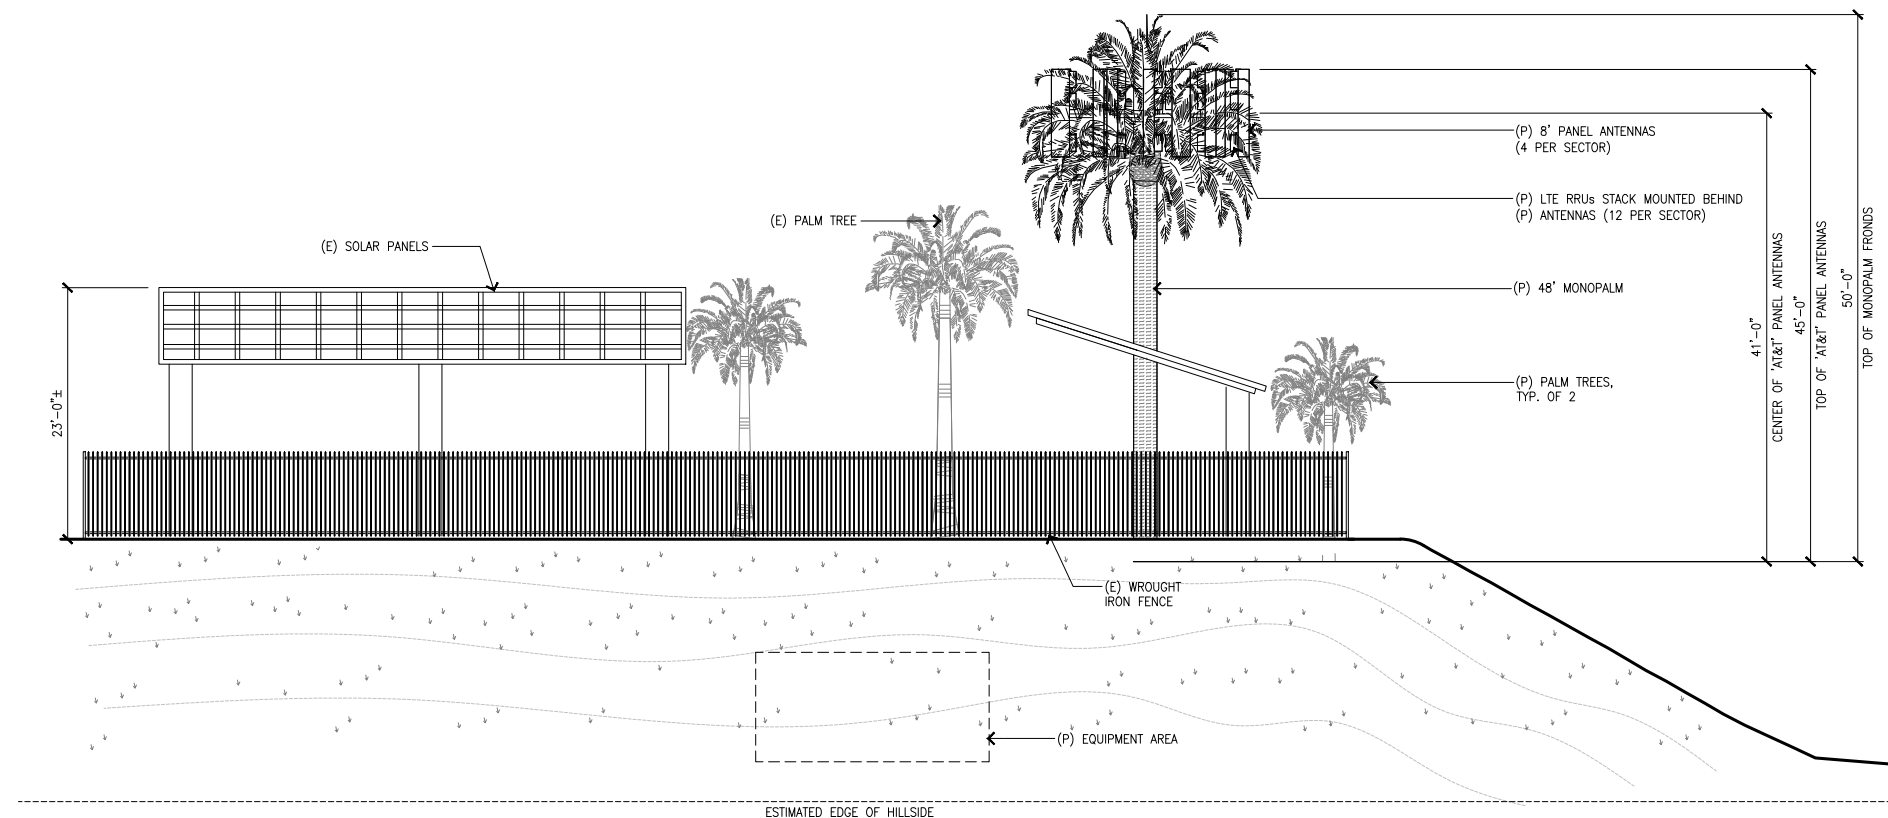 (P) 8' PANEL ANTENNAS
(4 PER SECTOR)
(P) LTE RRUs STACK MOUNTED BEHIND
(P) ANTENNAS (12 PER SECTOR)
(E) PALM TREE
(E) SOLAR PANELS
(P) 48' MONOPALM
(P) PALM TREES,
TYP. OF 2
23'-0"±
41'-0"
CENTER OF 'AT&T' PANEL ANTENNAS
45'-0"
TOP OF 'AT&T' PANEL ANTENNAS
50'-0"
TOP OF MONOPALM FRONDS
(E) WROUGHT
IRON FENCE
(P) EQUIPMENT AREA
ESTIMATED EDGE OF HILLSIDE